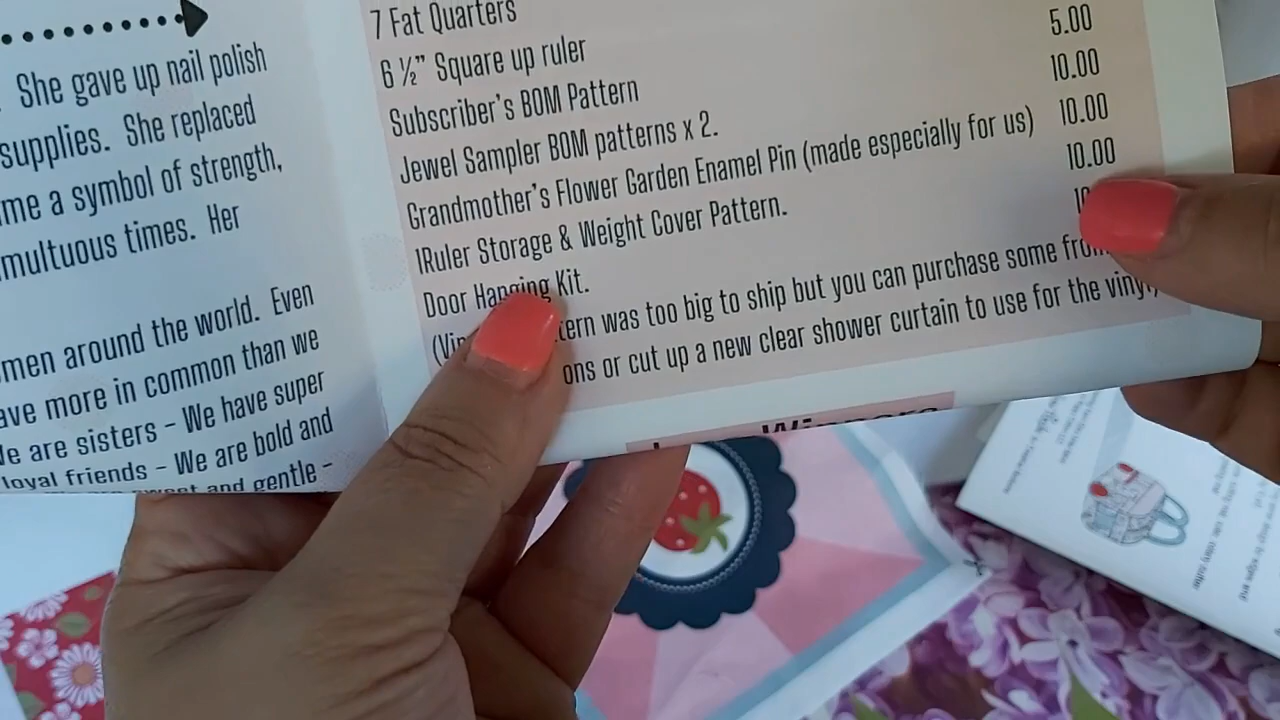 She gave up nail polish
supplies. She replaced
me a symbol of strength,
multuous times. Her
men around the world. Even
ave more in common than we
e are sisters – We have super
loyal friends – We are bold and
and gentle –
7 Fat Quarters
6 ½” Square up ruler 5.00
Subscriber’s BOM Pattern 10.00
Jewel Sampler BOM patterns x 2. 10.00
Grandmother’s Flower Garden Enamel Pin (made especially for us) 10.00
1Ruler Storage & Weight Cover Pattern.
Door Hanging Kit.
tern was too big to ship but you can purchase some from
ons or cut up a new clear shower curtain to use for the vinyl,